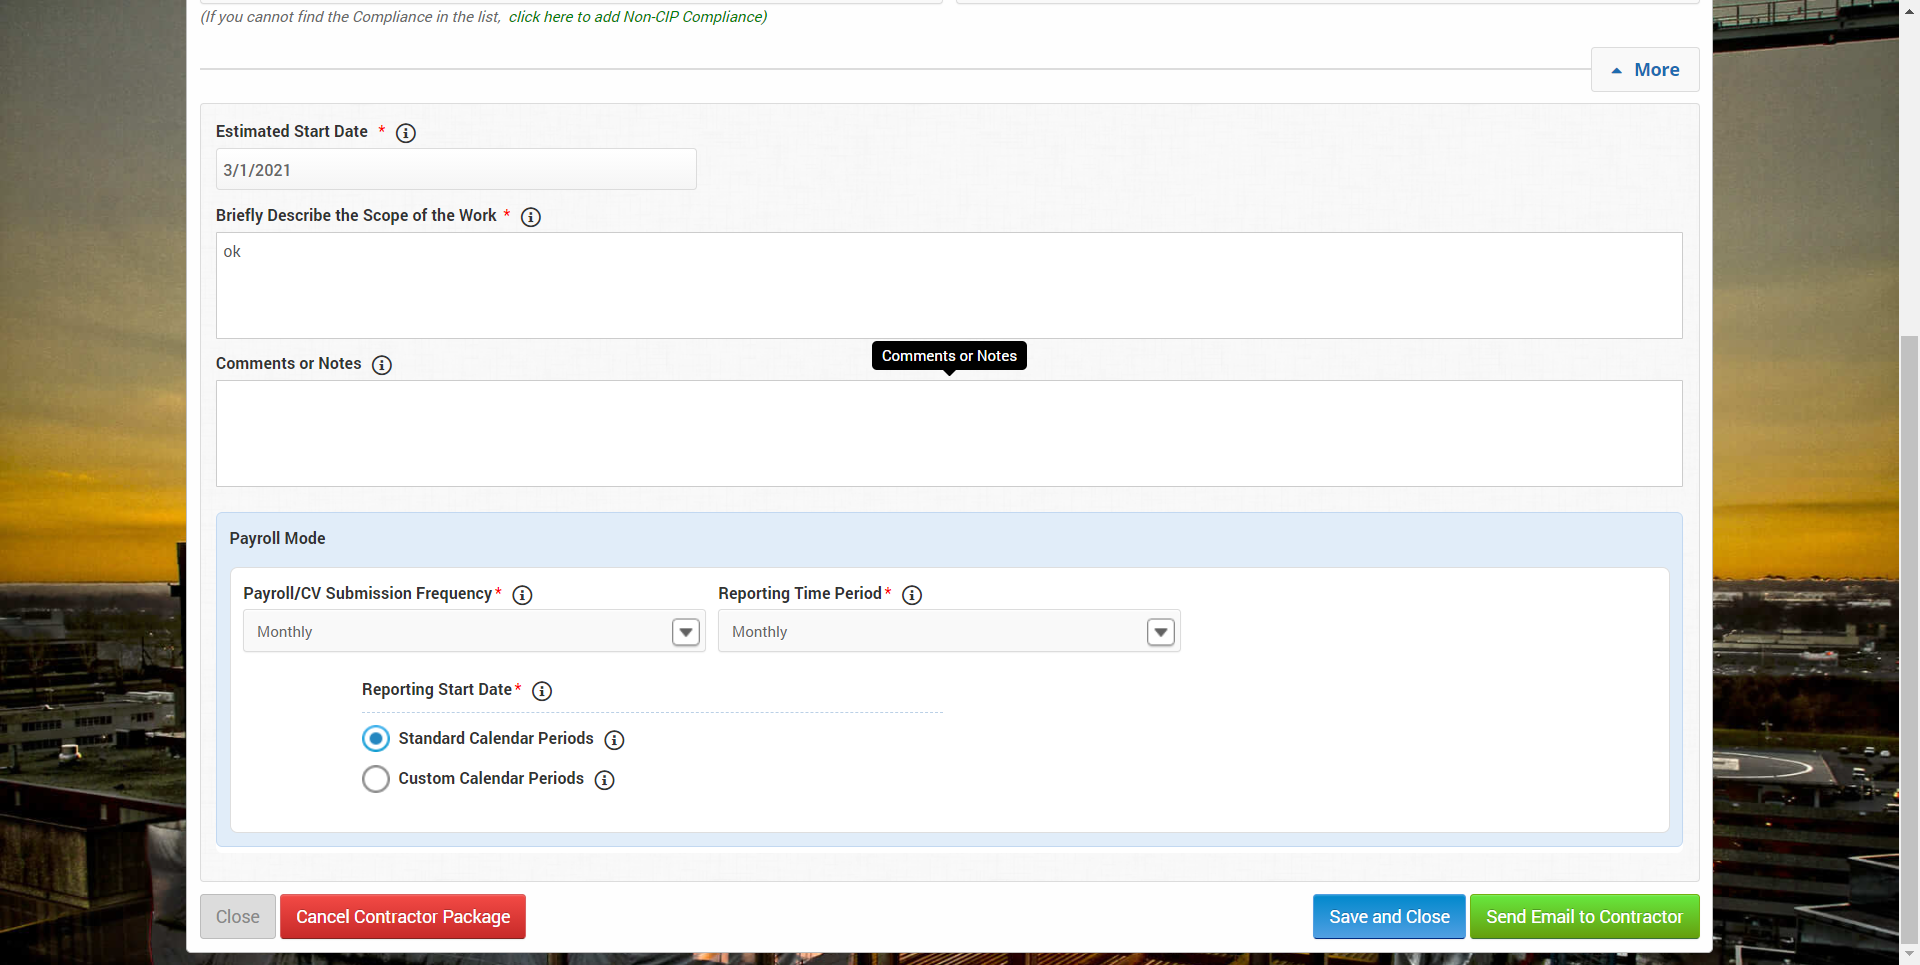 (If you cannot find the Compliance in the list, click here to add Non-CIP Compliance)
More
Estimated Start Date *
3/1/2021
Briefly Describe the Scope of the Work *
ok
Comments or Notes
Comments or Notes
Payroll Mode
Payroll/CV Submission Frequency* Reporting Time Period*
Monthly Monthly
Reporting Start Date*
Standard Calendar Periods
Custom Calendar Periods
Close Cancel Contractor Package Save and Close Send Email to Contractor